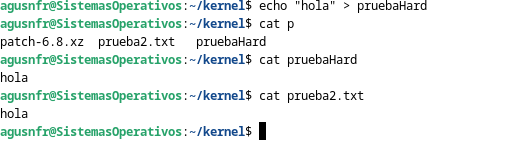 agusnfr@SistemasOperativos:~/kernel$ echo "hola" > pruebaHard
agusnfr@SistemasOperativos:~/kernel$ cat p
patch-6.8.xz  prueba2.txt   pruebaHard
agusnfr@SistemasOperativos:~/kernel$ cat pruebaHard
hola
agusnfr@SistemasOperativos:~/kernel$ cat prueba2.txt
hola
agusnfr@SistemasOperativos:~/kernel$